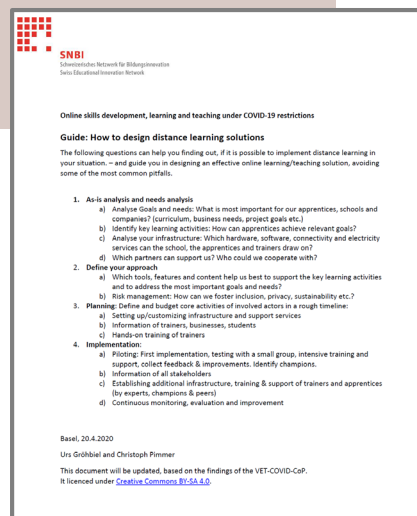 SNBI
Schweizerisches Netzwerk für Bildungsinnovation
Swiss Educational Innovation Network
Online skills development, learning and teaching under COVID-19 restrictions
Guide: How to design distance learning solutions
The following questions can help you finding out, if it is possible to implement distance learning in
your situation. – and guide you in designing an effective online learning/teaching solution, avoiding
some of the most common pitfalls.
1. As-is analysis and needs analysis
a) Analyse Goals and needs: What is most important for our apprentices, schools and
companies? (curriculum, business needs, project goals etc.)
b) Identify key learning activities: How can apprentices achieve relevant goals?
c) Analyse your infrastructure: Which hardware, software, connectivity and electricity
services can the school, the apprentices and trainers draw on?
d) Which partners can support us? Who could we cooperate with?
2. Define your approach
a) Which tools, features and content help us best to support the key learning activities
and to address the most important goals and needs?
b) Risk management: How can we foster inclusion, privacy, sustainability etc.?
3. Planning: Define and budget core activities of involved actors in a rough timeline:
a) Setting up/customizing infrastructure and support services
b) Information of trainers, businesses, students
c) Hands-on training of trainers
4. Implementation:
a) Piloting: First implementation, testing with a small group, intensive training and
support, collect feedback & improvements. Identify champions.
b) Information of all stakeholders
c) Establishing additional infrastructure, training & support of trainers and apprentices
(by experts, champions & peers)
d) Continuous monitoring, evaluation and improvement
Basel, 20.4.2020
Urs Gröhbiel and Christoph Pimmer
This document will be updated, based on the findings of the VET-COVID-CoP.
It licenced under Creative Commons BY-SA 4.0.